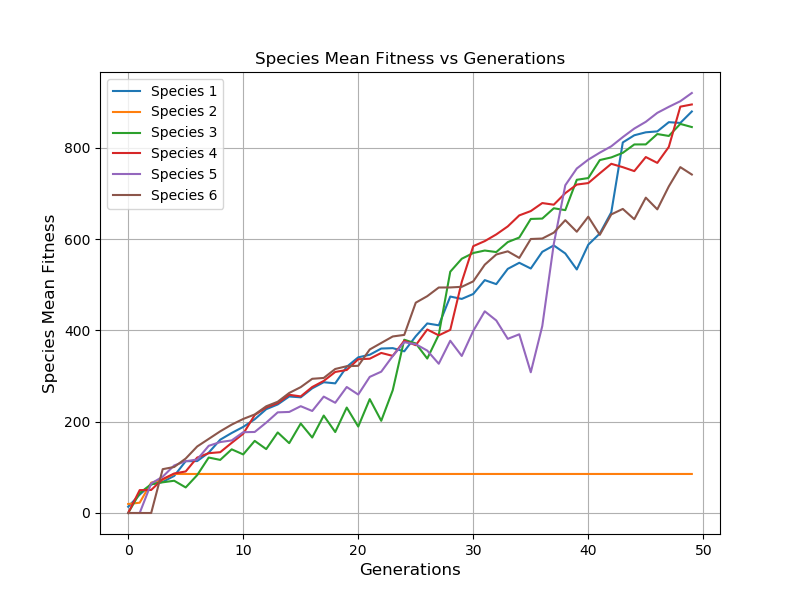 Species Mean Fitness vs Generations
Species 1
Species 2
Species 3
Species 4
Species 5
Species 6
Species Mean Fitness
800
600
400
200
0
0 10 20 30 40 50
Generations